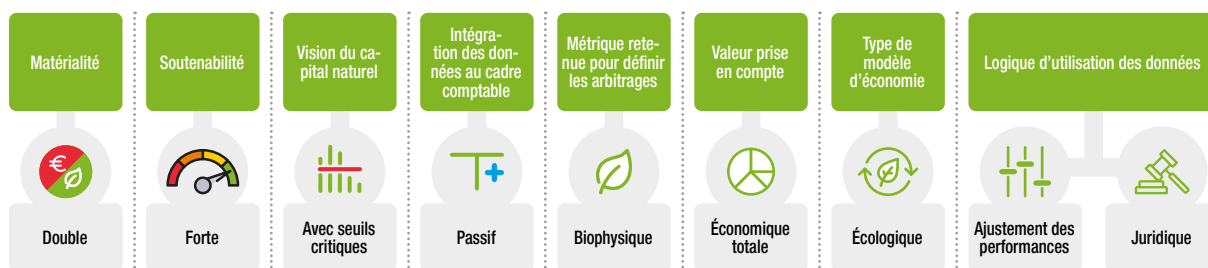 Matérialité
Double
Soutenabilité
Forte
Vision du ca-
pital naturel
Avec seuils
critiques
Intégra-
tion des don-
nées au cadre
comptable
Passif
Métrique rete-
nue pour définir
les arbitrages
Biophysique
Valeur prise
en compte
Économique
totale
Type de
modèle
d'économie
Écologique
Logique d'utilisation des données
Ajustement des
performances
Juridique